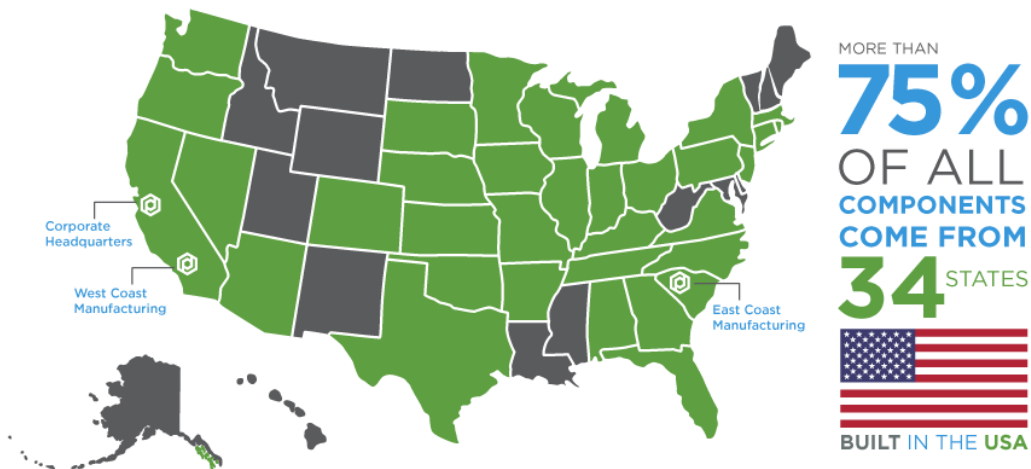 Corporate
Headquarters
West Coast
Manufacturing
East Coast
Manufacturing
MORE THAN
75%
OF ALL
COMPONENTS
COME FROM
34 STATES
BUILT IN THE USA